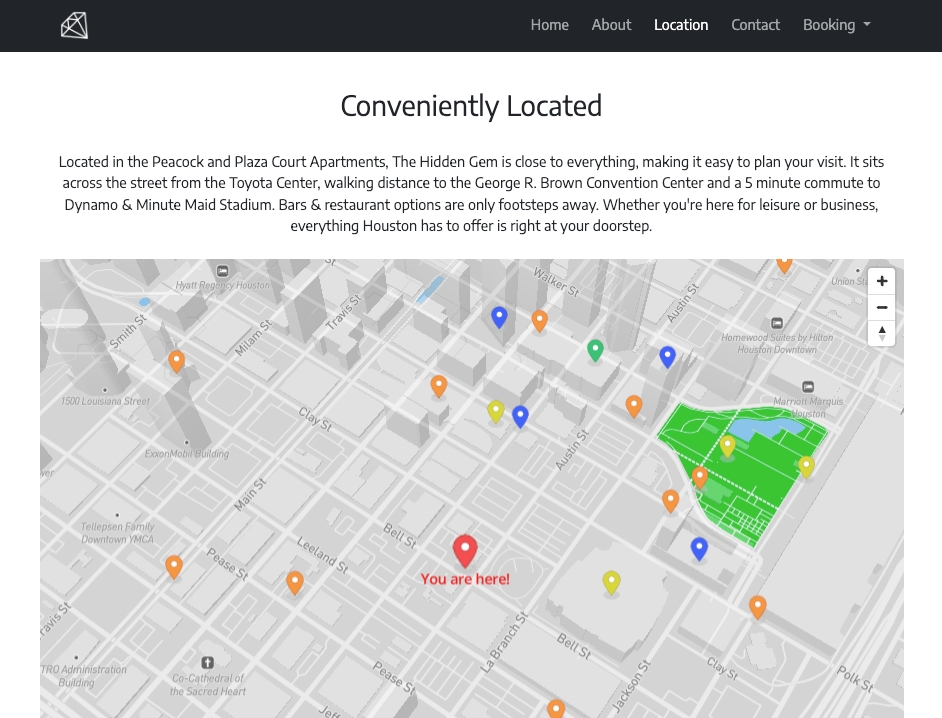 Home About Location Contact Booking
Conveniently Located
Located in the Peacock and Plaza Court Apartments, The Hidden Gem is close to everything, making it easy to plan your visit. It sits
across the street from the Toyota Center, walking distance to the George R. Brown Convention Center and a 5 minute commute to
Dynamo & Minute Maid Stadium. Bars & restaurant options are only footsteps away. Whether you're here for leisure or business,
everything Houston has to offer is right at your doorstep.
St
Walker St
Union St
Hyatt Regency Houston
Smith St
Milam St
Travis St
Austin St
Homewood Suites by Hilton
Houston Downtown
1500 Louisiana Street
Marriott Marquis
Houston
Clay St
Austin St
ExxonMobil Building
Main St
Tellepsen Family
Downtown YMCA
Bell St
Leeland St
Pease St
You are here!
La Branch St
Bell St
TRO Administration
Building
Co-Cathedral of
the Sacred Heart
Pease St
Jackson St
Clay St
Polk St